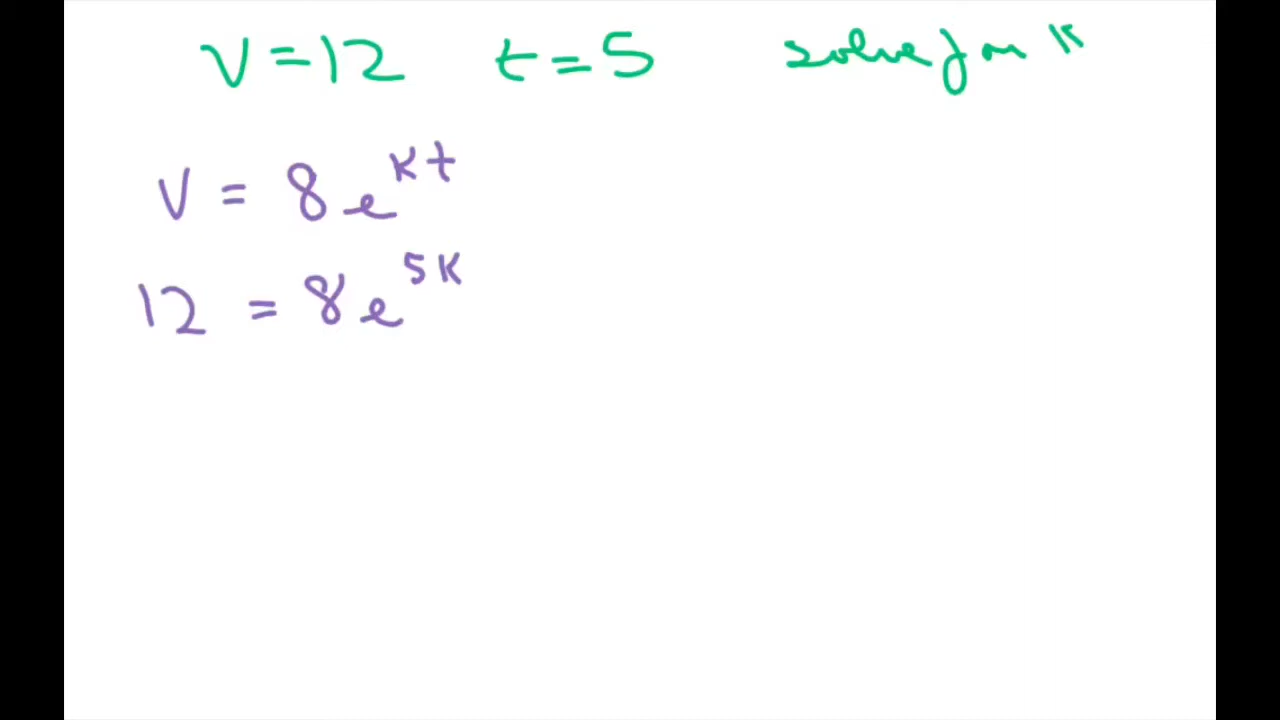 V = 12 t = 5 solve for K
V = 8e^{Kt}
12 = 8e^{5K}